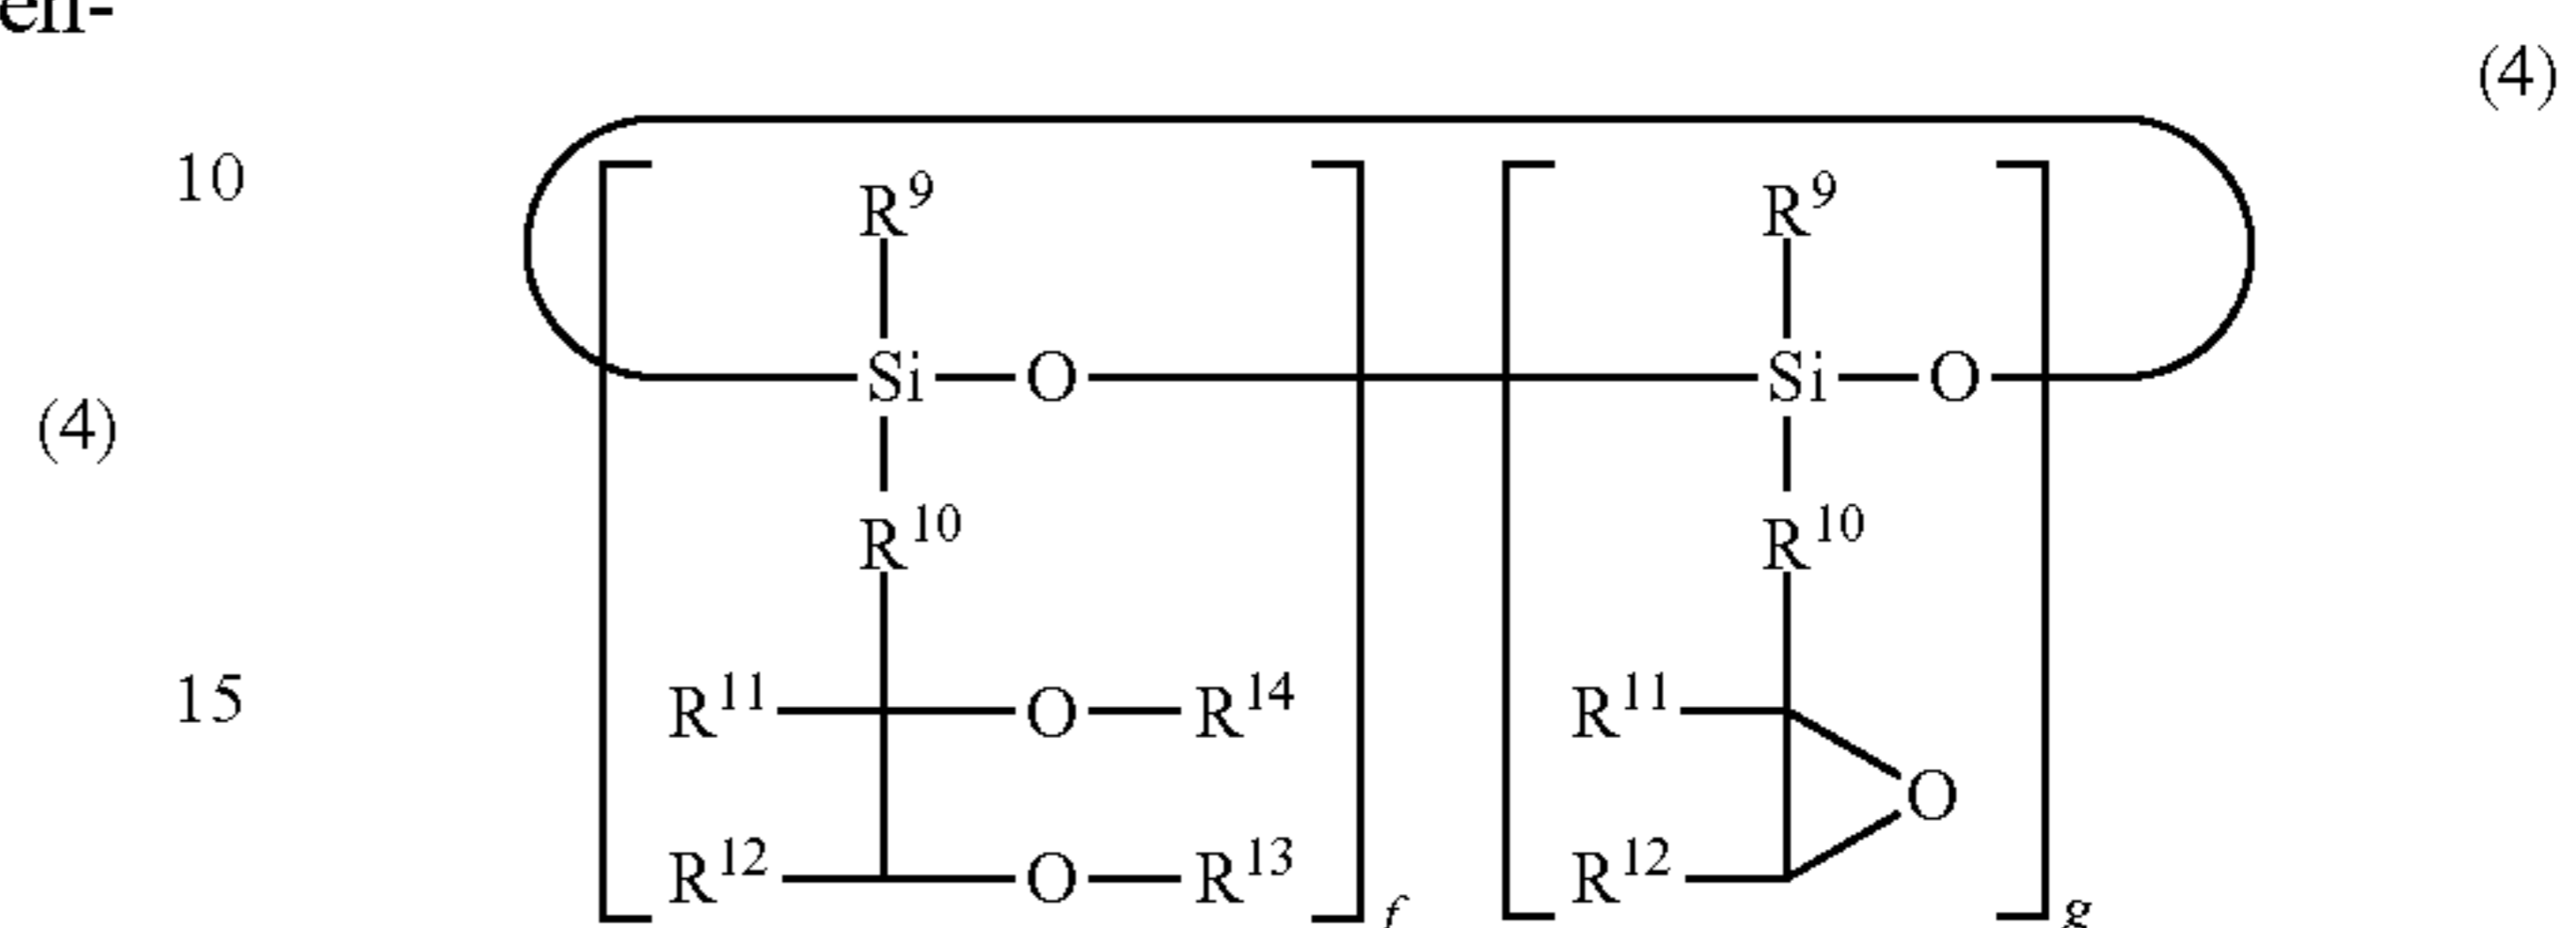 en-
(4)
10
R9 R9
Si—O Si—O
(4)
R10 R10
15
R11 O—R14 R11
O
R12 O—R13 R12
f g